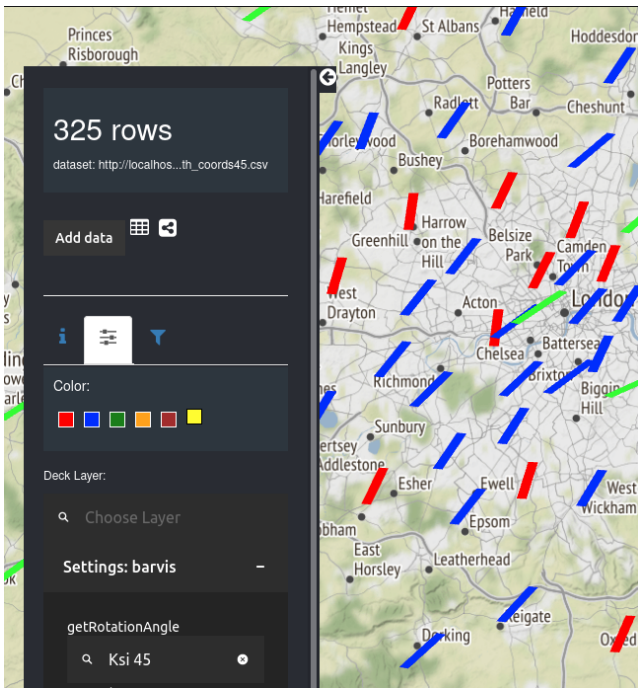 325 rows
dataset: http://localhos...th_coords45.csv
Add data
Color:
Deck Layer:
Choose Layer
Settings: barvis
getRotationAngle
Ksi 45
Princes
Risborough
Hempstead
St Albans
Hatfield
Hoddesdon
Kings
Langley
Potters
Bar
Radlett
Cheshunt
Borehamwood
Bushey
Harefield
Harrow
on the
Hill
Greenhill
Belsize
Park
Camden
Town
West
Drayton
Acton
London
Chelsea
Battersea
Brixton
Richmond
Biggin
Hill
Sunbury
Addlestone
Esher
Ewell
West
Wickham
Epsom
East
Horsley
Leatherhead
Reigate
Dorking